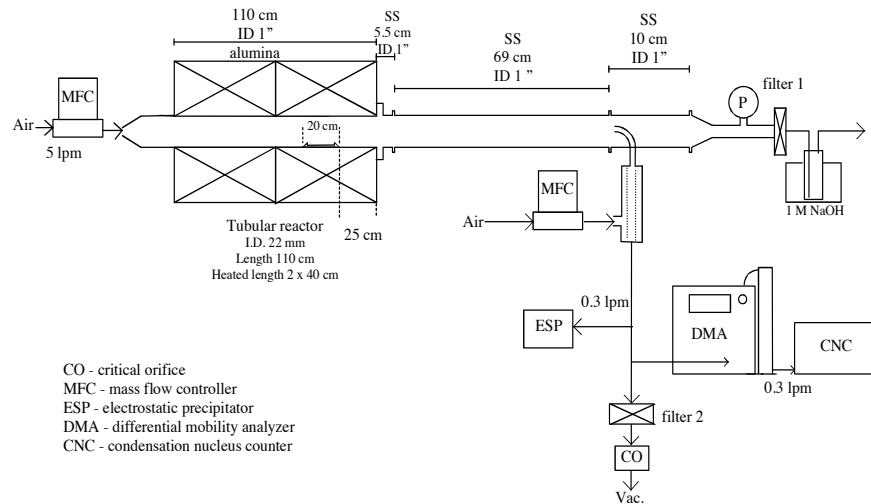 110 cm
ID 1”
alumina
SS
5.5 cm
ID 1”
SS
69 cm
ID 1”
SS
10 cm
ID 1”
MFC
Air
5 lpm
20 cm
P
filter 1
1 M NaOH
Tubular reactor
I.D. 22 mm
Length 110 cm
Heated length 2 x 40 cm
25 cm
MFC
Air
0.3 lpm
ESP
DMA
CNC
0.3 lpm
filter 2
CO
Vac.
CO - critical orifice
MFC - mass flow controller
ESP - electrostatic precipitator
DMA - differential mobility analyzer
CNC - condensation nucleus counter